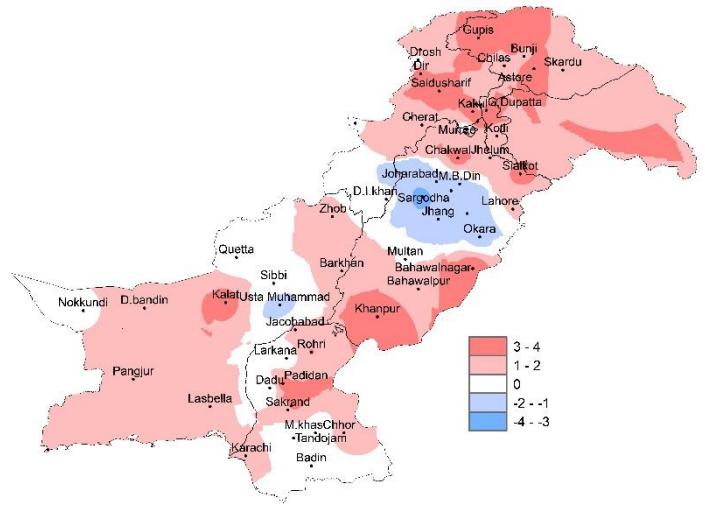 Gupis
Drosh
Bunji
Chilas
Dir
Skardu
Astore
Saidusharif
Kakul
G.Dupatta
Cherat
Murree
Kotli
Chakwal
Jhelum
Sialkot
Joharabad
M.B.Din
D.I.khan
Sargodha
Lahore
Zhob
Jhang
Okara
Quetta
Multan
Barkhan
Bahawalnagar
Sibbi
Bahawalpur
Nokkundi
D.bandin
Kalat
Usta Muhammad
Khanpur
Jacobabad
Larkana
Rohri
Pangjur
Dadu
Padidan
Lasbella
Sakrand
M.khas
Chhor
Tandojam
Karachi
Badin
3 - 4
1 - 2
0
-2 - -1
-4 - -3